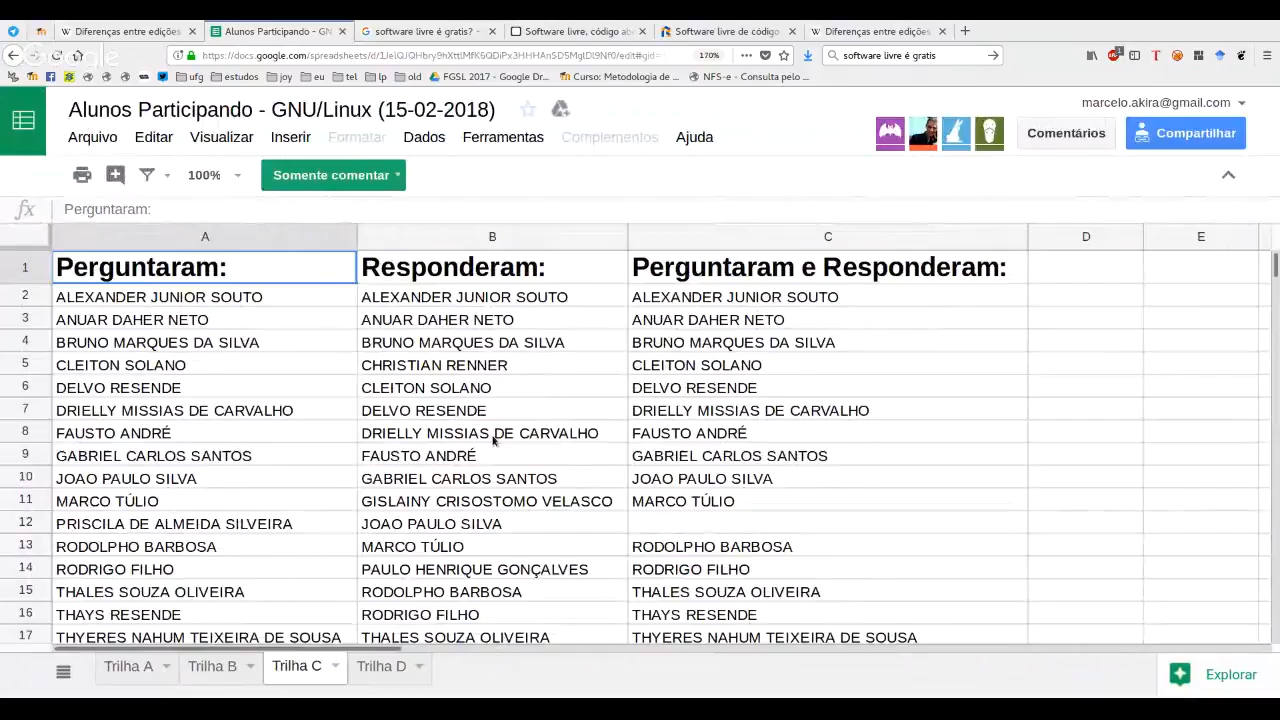 Diferenças entre edições
Alunos Participando - GN
software livre é gratis? -
Software livre, código ab
Software livre de código
Diferenças entre edições
170%
software livre é gratis
ufg estudos joy eu tel lp old FGSL 2017 - Google Dr... Curso: Metodologia de ... NFS-e - Consulta pelo ...
Alunos Participando - GNU/Linux (15-02-2018)
marcelo.akira@gmail.com
Arquivo Editar Visualizar Inserir Formatar Dados Ferramentas Complementos Ajuda
Comentários
Compartilhar
100%
Somente comentar
fx Perguntaram:
A B C D E
1 Perguntaram: Responderam: Perguntaram e Responderam:
2 ALEXANDER JUNIOR SOUTO ALEXANDER JUNIOR SOUTO ALEXANDER JUNIOR SOUTO
3 ANUAR DAHER NETO ANUAR DAHER NETO ANUAR DAHER NETO
4 BRUNO MARQUES DA SILVA BRUNO MARQUES DA SILVA BRUNO MARQUES DA SILVA
5 CLEITON SOLANO CHRISTIAN RENNER CLEITON SOLANO
6 DELVO RESENDE CLEITON SOLANO DELVO RESENDE
7 DRIELLY MISSIAS DE CARVALHO DELVO RESENDE DRIELLY MISSIAS DE CARVALHO
8 FAUSTO ANDRÉ DRIELLY MISSIAS DE CARVALHO FAUSTO ANDRÉ
9 GABRIEL CARLOS SANTOS FAUSTO ANDRÉ GABRIEL CARLOS SANTOS
10 JOAO PAULO SILVA GABRIEL CARLOS SANTOS JOAO PAULO SILVA
11 MARCO TÚLIO GISLAINY CRISOSTOMO VELASCO MARCO TÚLIO
12 PRISCILA DE ALMEIDA SILVEIRA JOAO PAULO SILVA
13 RODOLPHO BARBOSA MARCO TÚLIO RODOLPHO BARBOSA
14 RODRIGO FILHO PAULO HENRIQUE GONÇALVES RODRIGO FILHO
15 THALES SOUZA OLIVEIRA RODOLPHO BARBOSA THALES SOUZA OLIVEIRA
16 THAYS RESENDE RODRIGO FILHO THAYS RESENDE
17 THYERES NAHUM TEIXEIRA DE SOUSA THALES SOUZA OLIVEIRA THYERES NAHUM TEIXEIRA DE SOUSA
Trilha A Trilha B Trilha C Trilha D
Explorar